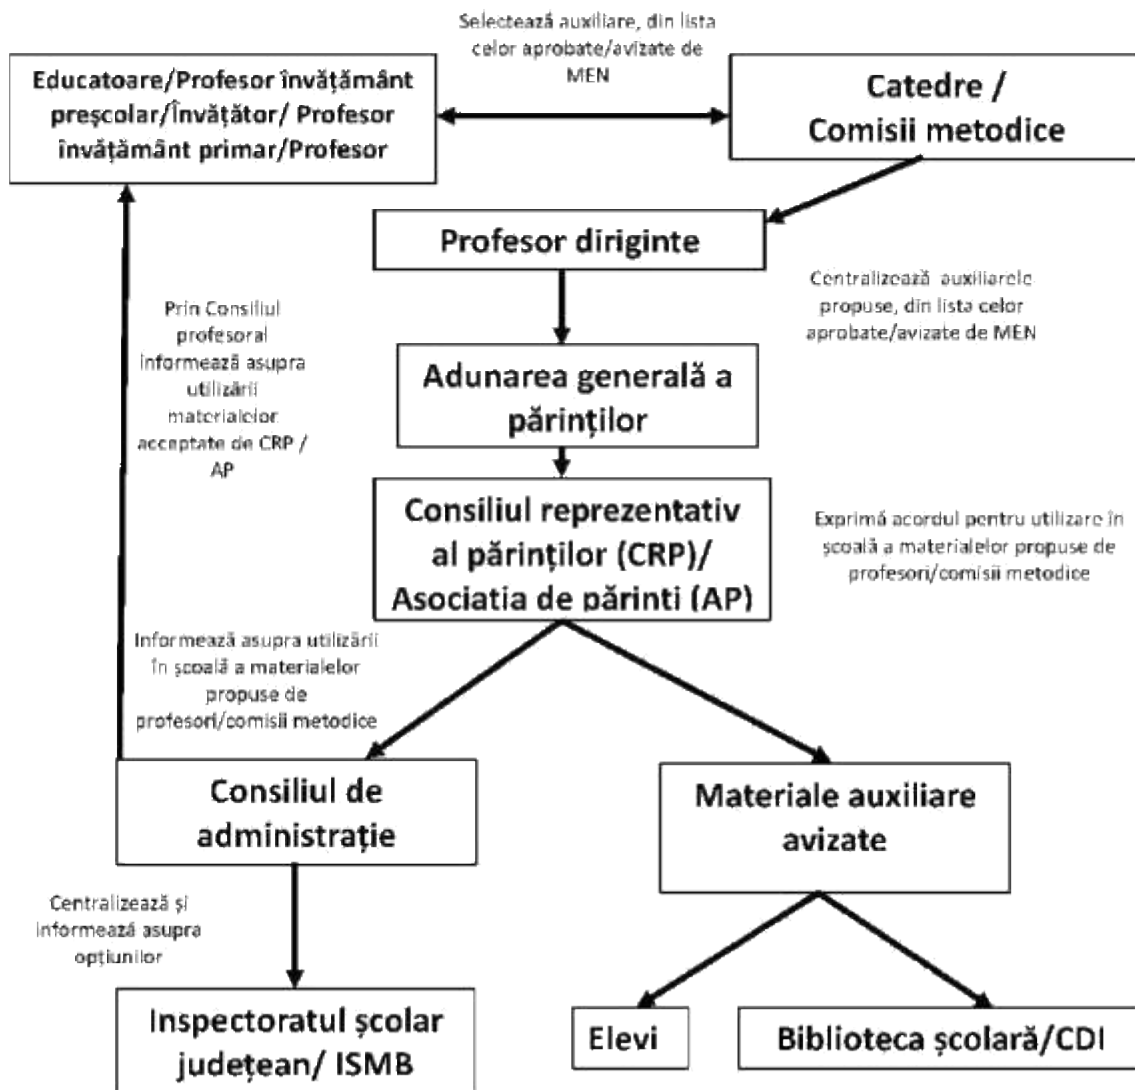 Selectează auxiliare, din lista
celor aprobate/avizate de
MEN
Educatoare/Profesor învățământ
preșcolar/Învățător/ Profesor
învățământ primar/Profesor
Catedre /
Comisii metodice
Profesor diriginte
Centralizează auxiliarele
propuse, din lista celor
aprobate/avizate de MEN
Prin Consiliul
profesoral
informează asupra
utilizării
materialelor
acceptate de CRP /
AP
Adunarea generală a
părinților
Consiliul reprezentativ
al părinților (CRP)/
Asociatia de părinti (AP)
Exprimă acordul pentru utilizare în
școală a materialelor propuse de
profesori/comisii metodice
Informează asupra utilizării
în școală a materialelor
propuse de
profesori/comisii metodice
Consiliul de
administrație
Materiale auxiliare
avizate
Centralizează și
informează asupra
opțiunilor
Inspectoratul școlar
județean/ ISMB
Elevi
Biblioteca școlară/CDI